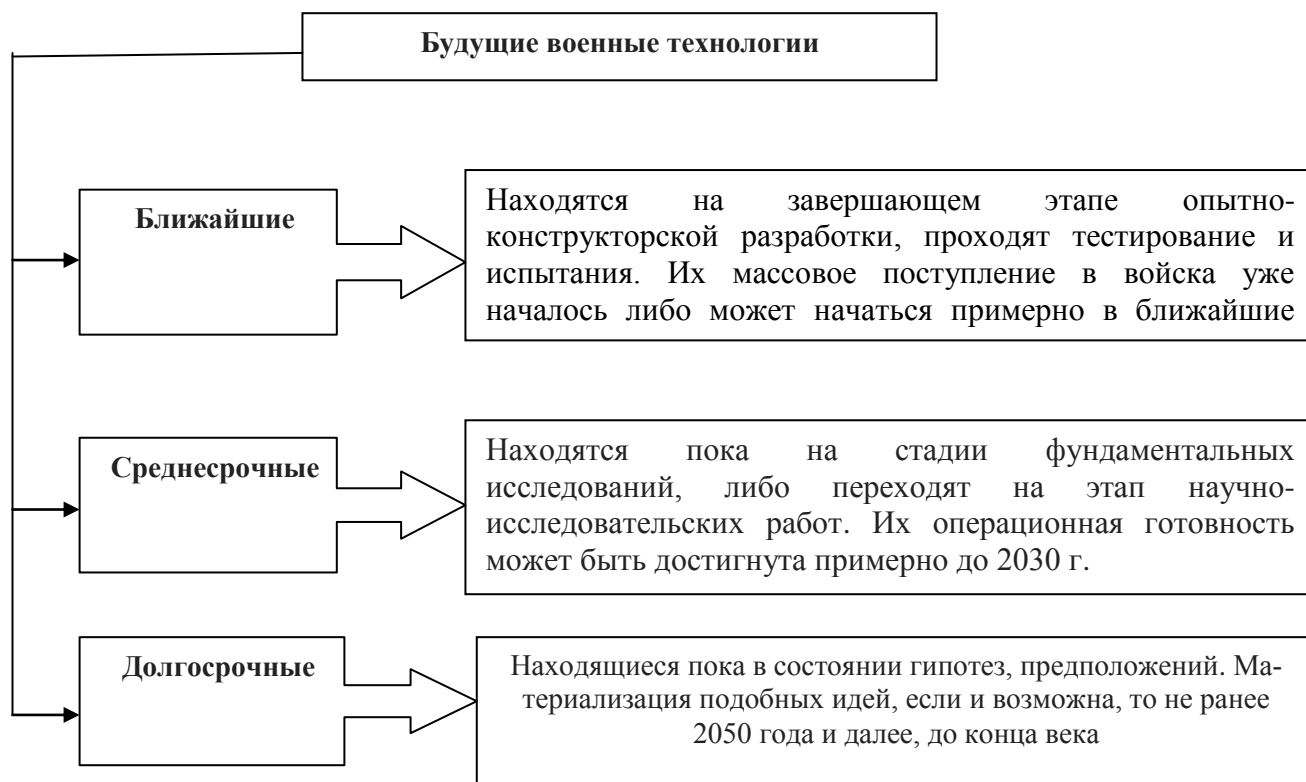 Будущие военные технологии
Ближайшие
Находятся на завершающем этапе опытно-
конструкторской разработки, проходят тестирование и
испытания. Их массовое поступление в войска уже
началось либо может начаться примерно в ближайшие
Среднесрочные
Находятся пока на стадии фундаментальных
исследований, либо переходят на этап научно-
исследовательских работ. Их операционная готовность
может быть достигнута примерно до 2030 г.
Долгосрочные
Находящиеся пока в состоянии гипотез, предположений. Ма-
териализация подобных идей, если и возможна, то не ранее
2050 года и далее, до конца века